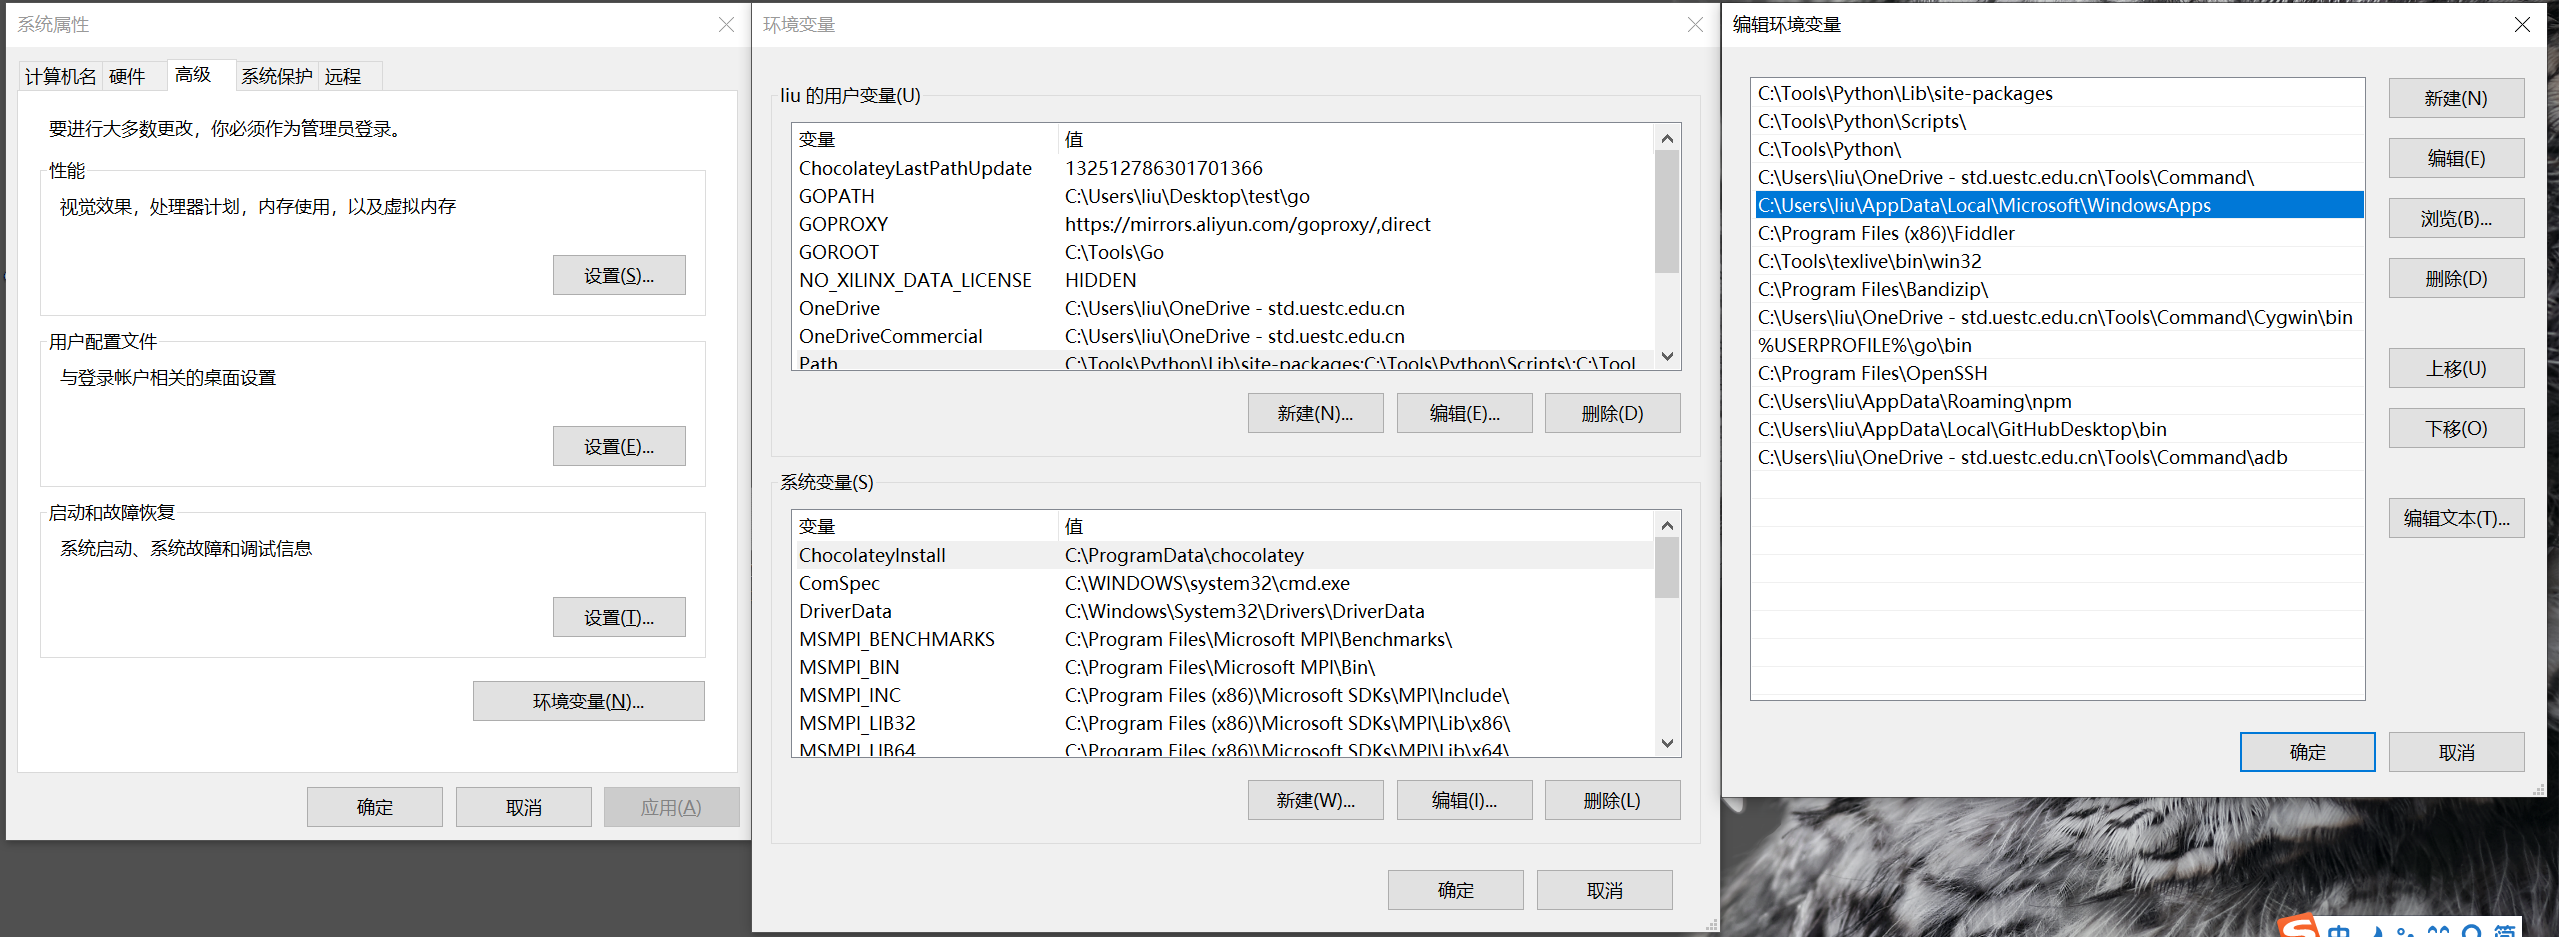 系统属性
计算机名 硬件 高级 系统保护 远程
要进行大多数更改，你必须作为管理员登录。
性能
视觉效果，处理器计划，内存使用，以及虚拟内存
设置(S)...
用户配置文件
与登录帐户相关的桌面设置
设置(E)...
启动和故障恢复
系统启动、系统故障和调试信息
设置(T)...
环境变量(N)...
确定 取消 应用(A)
环境变量
liu 的用户变量(U)
变量 值
ChocolateyLastPathUpdate 132512786301701366
GOPATH C:\Users\liu\Desktop\test\go
GOPROXY https://mirrors.aliyun.com/goproxy/,direct
GOROOT C:\Tools\Go
NO_XILINX_DATA_LICENSE HIDDEN
OneDrive C:\Users\liu\OneDrive - std.uestc.edu.cn
OneDriveCommercial C:\Users\liu\OneDrive - std.uestc.edu.cn
Path C:\Tools\Python\Lib\site-packages;C:\Tools\Python\Scripts\;C:\Tool
新建(N)... 编辑(E)... 删除(D)
系统变量(S)
变量 值
ChocolateyInstall C:\ProgramData\chocolatey
ComSpec C:\WINDOWS\system32\cmd.exe
DriverData C:\Windows\System32\Drivers\DriverData
MSMPI_BENCHMARKS C:\Program Files\Microsoft MPI\Benchmarks\
MSMPI_BIN C:\Program Files\Microsoft MPI\Bin\
MSMPI_INC C:\Program Files (x86)\Microsoft SDKs\MPI\Include\
MSMPI_LIB32 C:\Program Files (x86)\Microsoft SDKs\MPI\Lib\x86\
MSMPI_LIB64 C:\Program Files (x86)\Microsoft SDKs\MPI\Lib\x64\
新建(W)... 编辑(I)... 删除(L)
确定 取消
编辑环境变量
C:\Tools\Python\Lib\site-packages
C:\Tools\Python\Scripts\
C:\Tools\Python\
C:\Users\liu\OneDrive - std.uestc.edu.cn\Tools\Command\
C:\Users\liu\AppData\Local\Microsoft\WindowsApps
C:\Program Files (x86)\Fiddler
C:\Tools\texlive\bin\win32
C:\Program Files\Bandizip\
C:\Users\liu\OneDrive - std.uestc.edu.cn\Tools\Command\Cygwin\bin
%USERPROFILE%\go\bin
C:\Program Files\OpenSSH
C:\Users\liu\AppData\Roaming\npm
C:\Users\liu\AppData\Local\GitHubDesktop\bin
C:\Users\liu\OneDrive - std.uestc.edu.cn\Tools\Command\adb
新建(N)
编辑(E)
浏览(B)...
删除(D)
上移(U)
下移(O)
编辑文本(T)...
确定 取消
中 简